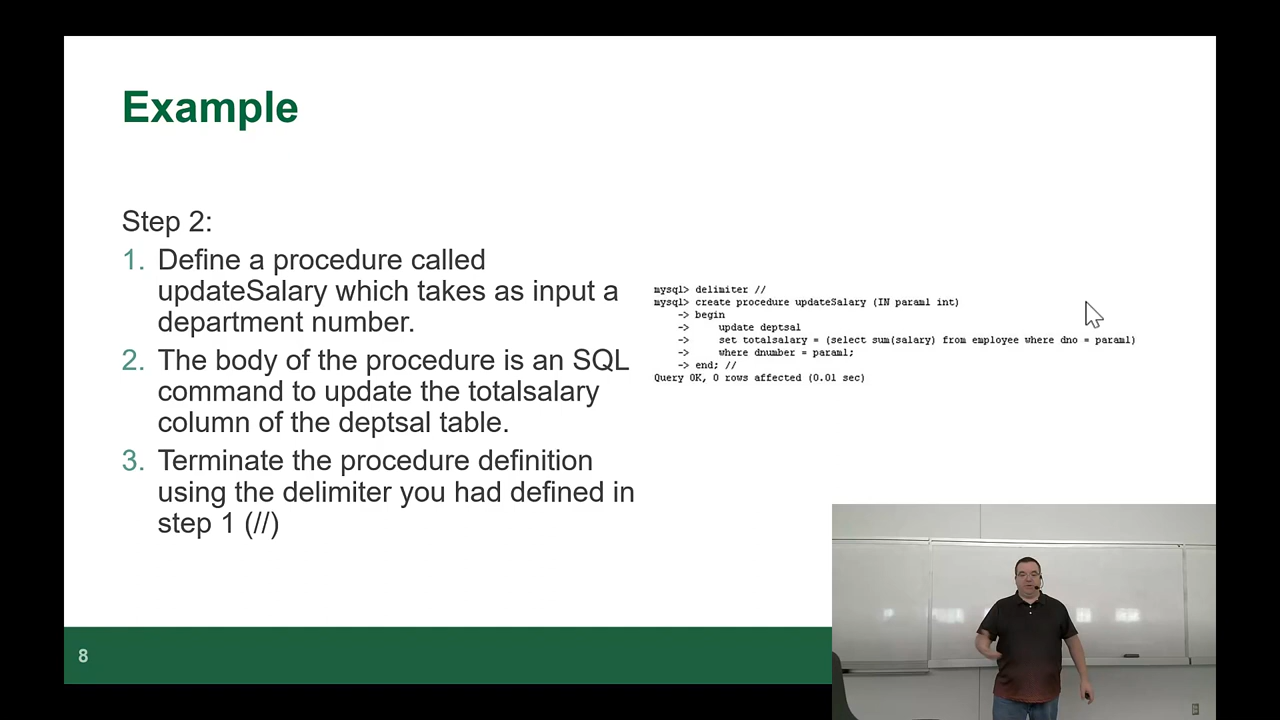 Example
Step 2:
1. Define a procedure called
updateSalary which takes as input a
department number.
2. The body of the procedure is an SQL
command to update the totalsalary
column of the deptsal table.
3. Terminate the procedure definition
using the delimiter you had defined in
step 1 (//)
mysql> delimiter //
mysql> create procedure updateSalary (IN param1 int)
-> begin
-> update deptsal
-> set totalsalary = (select sum(salary) from employee where dno = param1)
-> where dnumber = param1;
-> end; //
Query OK, 0 rows affected (0.01 sec)
8